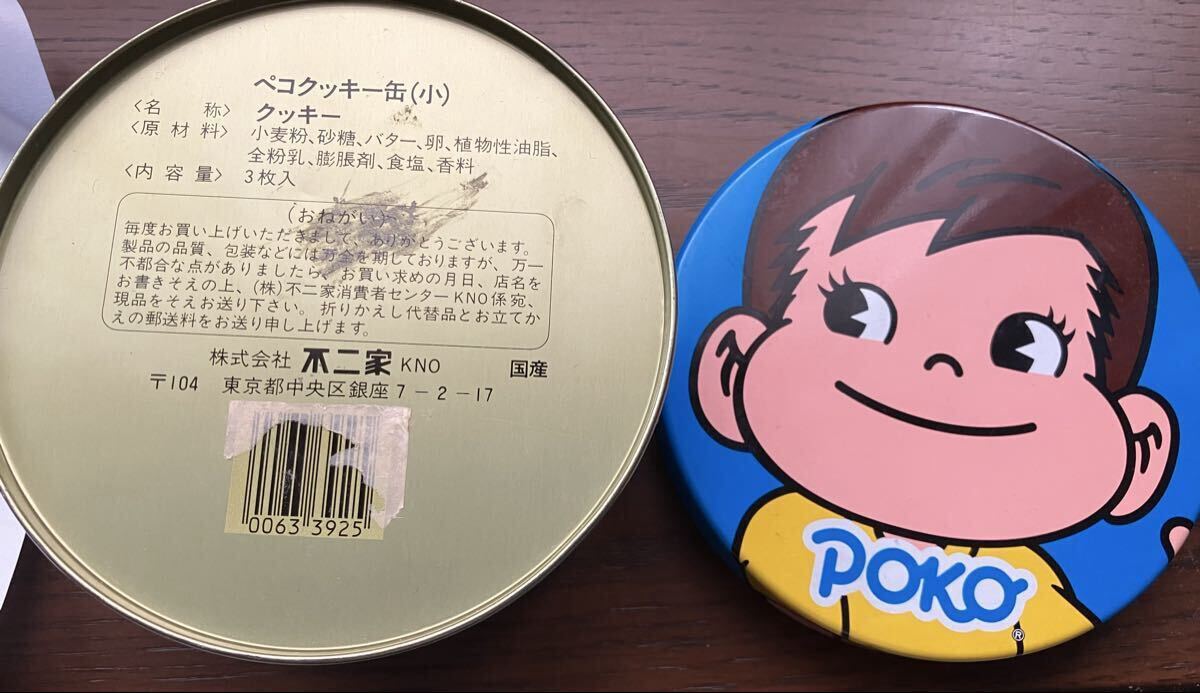 ペコクッキー缶(小)
〈名 称〉 クッキー
〈原材料〉 小麦粉、砂糖、バター、卵、植物性油脂、
全粉乳、膨脹剤、食塩、香料
〈内容量〉 3枚入
(おねがい)
毎度お買い上げいただきまして、ありがとうございます。
製品の品質、包装などには万全を期しておりますが、万一
不都合な点がありましたら、お買い求めの月日、店名を
お書きそえの上、(株)不二家消費者センターKNO係宛、
現品をそえお送り下さい。折りかえし代替品とお立てか
えの郵送料をお送り申し上げます。
株式会社 不二家 KNO 国産
〒104 東京都中央区銀座7-2-17
0063 3925
POKO
®